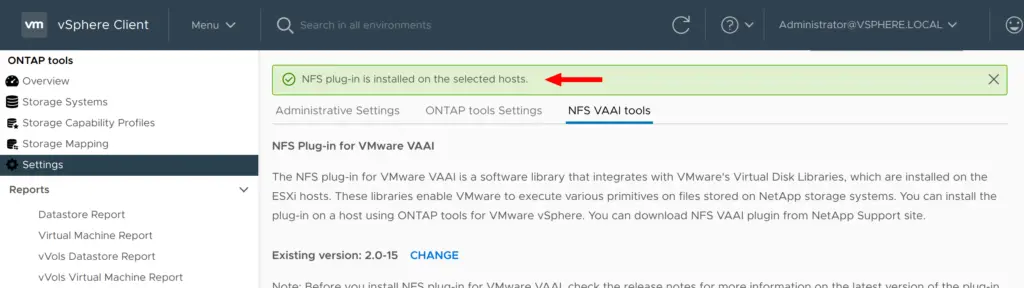 vm vSphere Client Menu Search in all environments Administrator@VSPHERE.LOCAL
ONTAP tools
Overview
Storage Systems
Storage Capability Profiles
Storage Mapping
Settings
Reports
Datastore Report
Virtual Machine Report
vVols Datastore Report
vVols Virtual Machine Report
NFS plug-in is installed on the selected hosts.
Administrative Settings ONTAP tools Settings NFS VAAI tools
NFS Plug-in for VMware VAAI
The NFS plug-in for VMware VAAI is a software library that integrates with VMware's Virtual Disk Libraries, which are installed on the
ESXi hosts. These libraries enable VMware to execute various primitives on files stored on NetApp storage systems. You can install the
plug-in on a host using ONTAP tools for VMware vSphere. You can download NFS VAAI plugin from NetApp Support site.
Existing version: 2.0-15 CHANGE
Note: Before you install NFS plug-in for VMware VAAI, check the release notes for more information on the latest version of the plug-in